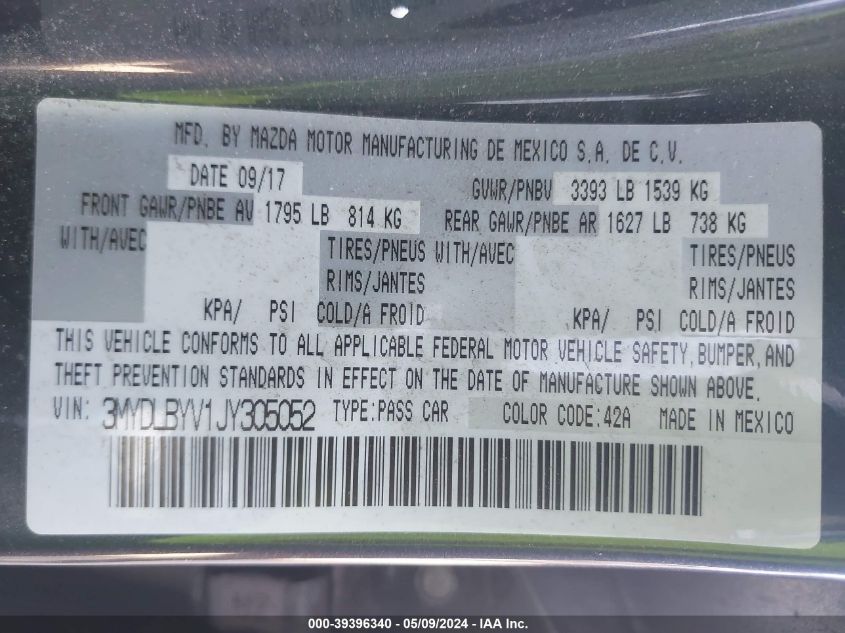 MFD. BY MAZDA MOTOR MANUFACTURING DE MEXICO S.A. DE C.V.
DATE 09/17 GVWR/PNBV 3393 LB 1539 KG
FRONT GAWR/PNBE AV 1795 LB 814 KG REAR GAWR/PNBE AR 1627 LB 738 KG
WITH/AVEC TIRES/PNEUS WITH/AVEC TIRES/PNEUS
RIMS/JANTES RIMS/JANTES
KPA/ PSI COLD/A FROID KPA/ PSI COLD/A FROID
THIS VEHICLE CONFORMS TO ALL APPLICABLE FEDERAL MOTOR VEHICLE SAFETY, BUMPER, AND
THEFT PREVENTION STANDARDS IN EFFECT ON THE DATE OF MANUFACTURE SHOWN ABOVE.
VIN: 3MYDLBYV1JY305052 TYPE:PASS CAR COLOR CODE:42A MADE IN MEXICO
000-39396340 - 05/09/2024 - IAA Inc.